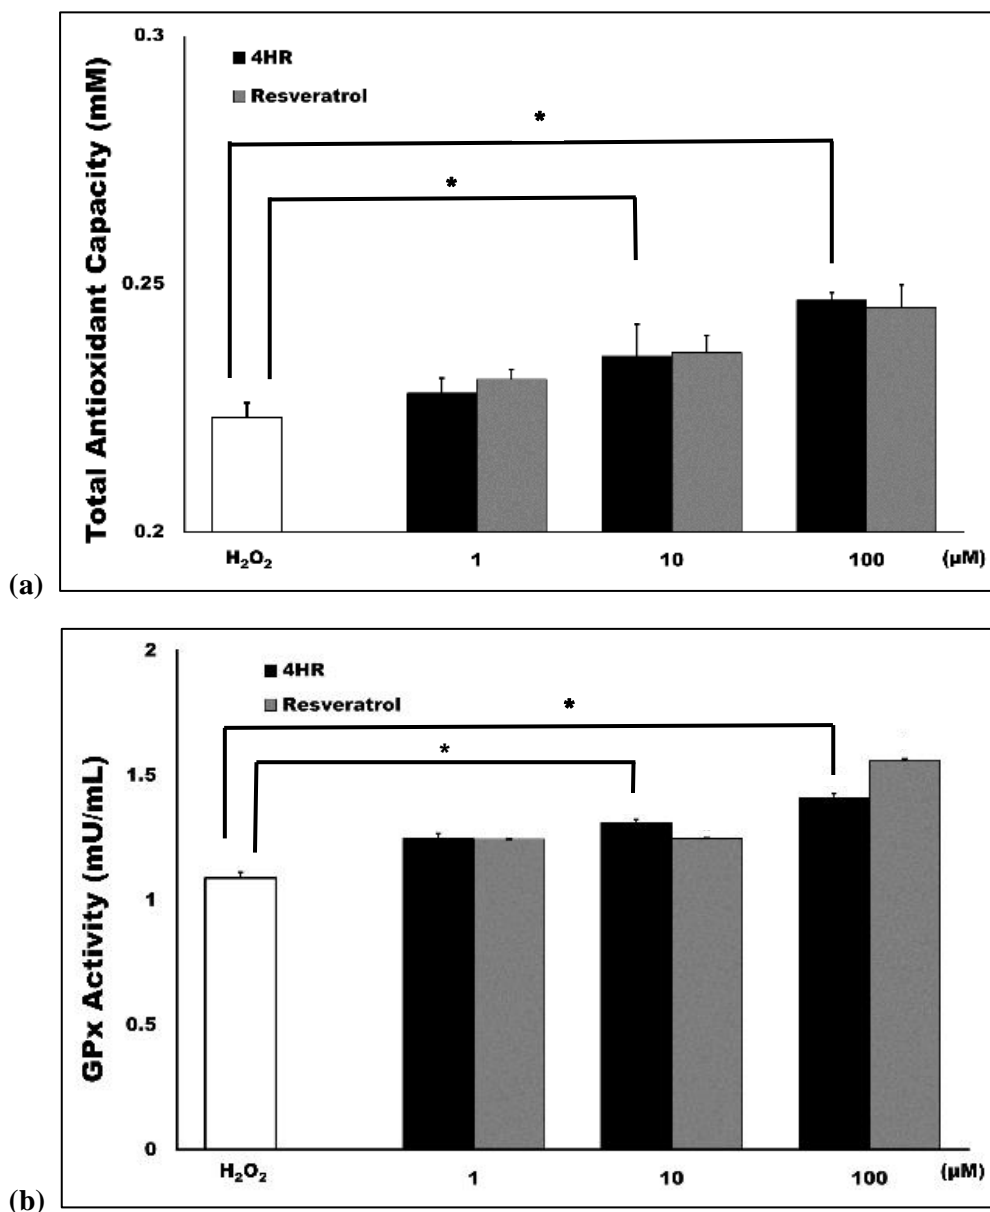 0.3
4HR
Resveratrol
*
*
0.25
Total Antioxidant Capacity (mM)
0.2
H₂O₂ 1 10 100 (µM)
(a)
2
4HR
Resveratrol
*
*
1.5
GPx Activity (mU/mL)
1
0.5
0
H₂O₂ 1 10 100 (µM)
(b)